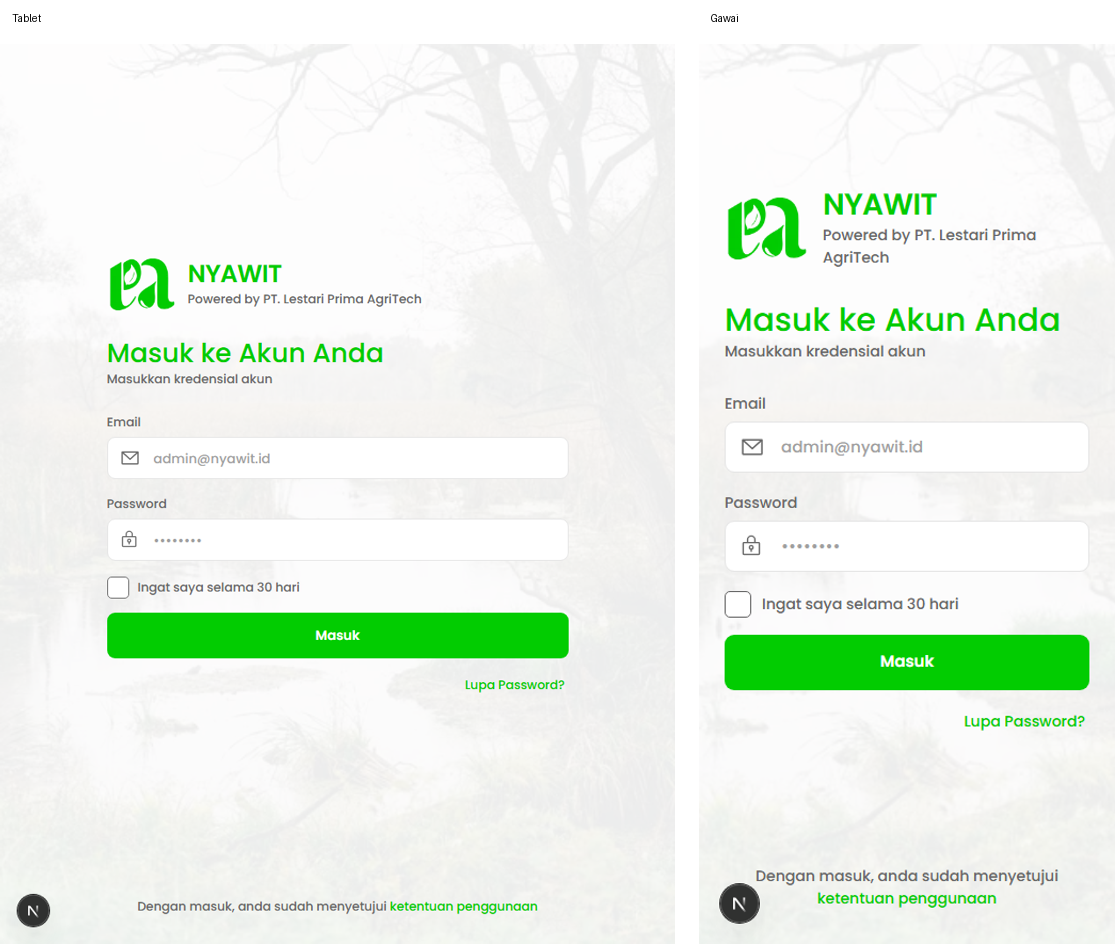 Tablet
NYAWIT
Powered by PT. Lestari Prima AgriTech
Masuk ke Akun Anda
Masukkan kredensial akun
Email
admin@nyawit.id
Password
••••••••
Ingat saya selama 30 hari
Masuk
Lupa Password?
Dengan masuk, anda sudah menyetujui ketentuan penggunaan
N
Gawai
NYAWIT
Powered by PT. Lestari Prima
AgriTech
Masuk ke Akun Anda
Masukkan kredensial akun
Email
admin@nyawit.id
Password
••••••••
Ingat saya selama 30 hari
Masuk
Lupa Password?
Dengan masuk, anda sudah menyetujui
ketentuan penggunaan
N